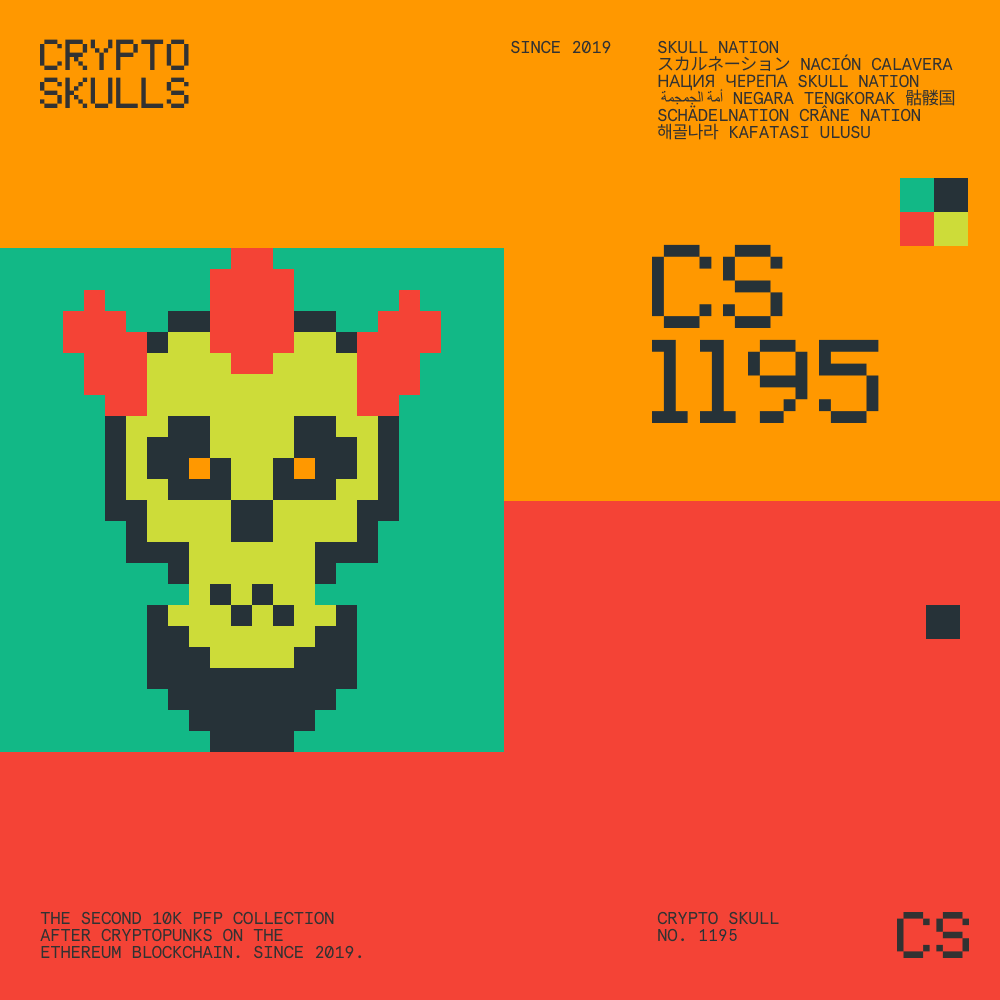 CRYPTO
SKULLS
SINCE 2019
SKULL NATION
スカルネーション NACIÓN CALAVERA
НАЦИЯ ЧЕРЕПА SKULL NATION
أمة الجمجمة NEGARA TENGKORAK 骷髅国
SCHÄDELNATION CRÂNE NATION
해골나라 KAFATASI ULUSU
CS
1195
THE SECOND 10K PFP COLLECTION
AFTER CRYPTOPUNKS ON THE
ETHEREUM BLOCKCHAIN. SINCE 2019.
CRYPTO SKULL
NO. 1195
CS